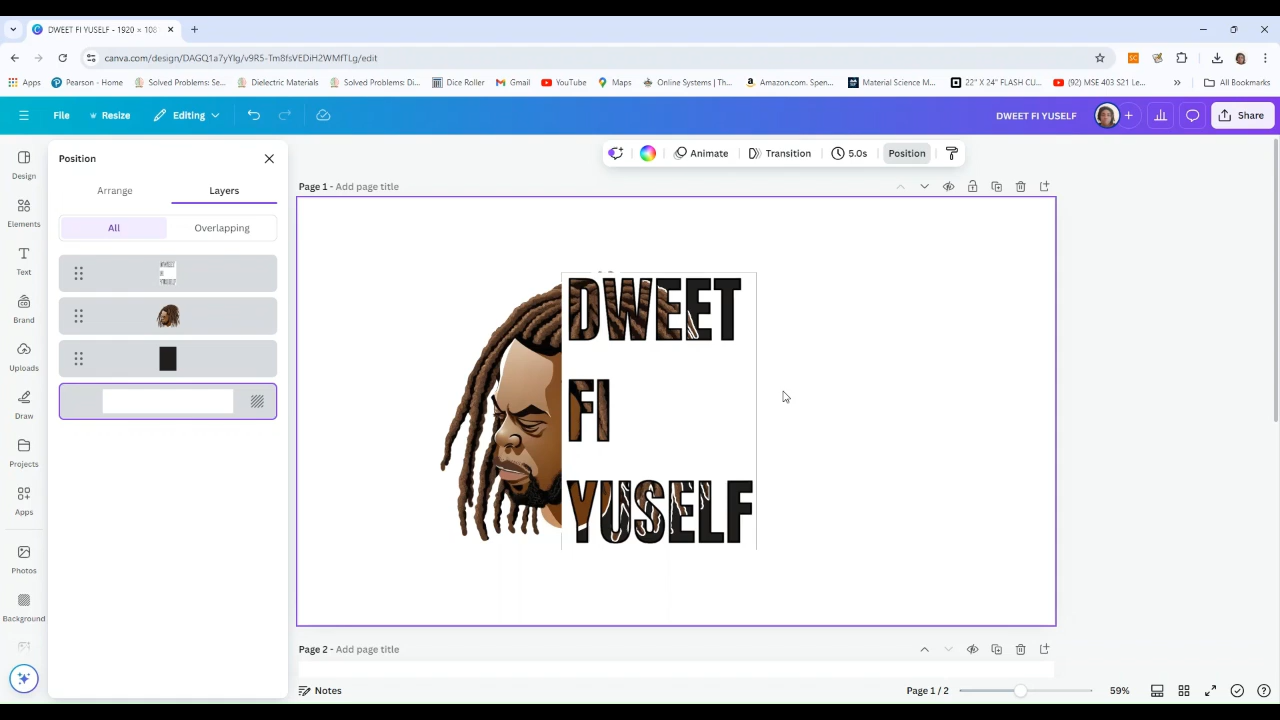 DWEET FI YUSELF - 1920 × 108
canva.com/design/DAGQ1a7yYlg/v9R5-Tm8fsVEDiH2WMfTLg/edit
Apps
Pearson - Home
Solved Problems: Se...
Dielectric Materials
Solved Problems: Di...
Dice Roller
Gmail
YouTube
Maps
Online Systems | Th...
Amazon.com. Spen...
Material Science M...
22" X 24" FLASH CU...
(92) MSE 403 S21 Le...
All Bookmarks
File
Resize
Editing
DWEET FI YUSELF
Share
Design
Elements
Text
Brand
Uploads
Draw
Projects
Apps
Photos
Background
Position
Arrange
Layers
All
Overlapping
Animate
Transition
5.0s
Position
Page 1 - Add page title
DWEET
FI
YUSELF
Page 2 - Add page title
Notes
Page 1 / 2
59%